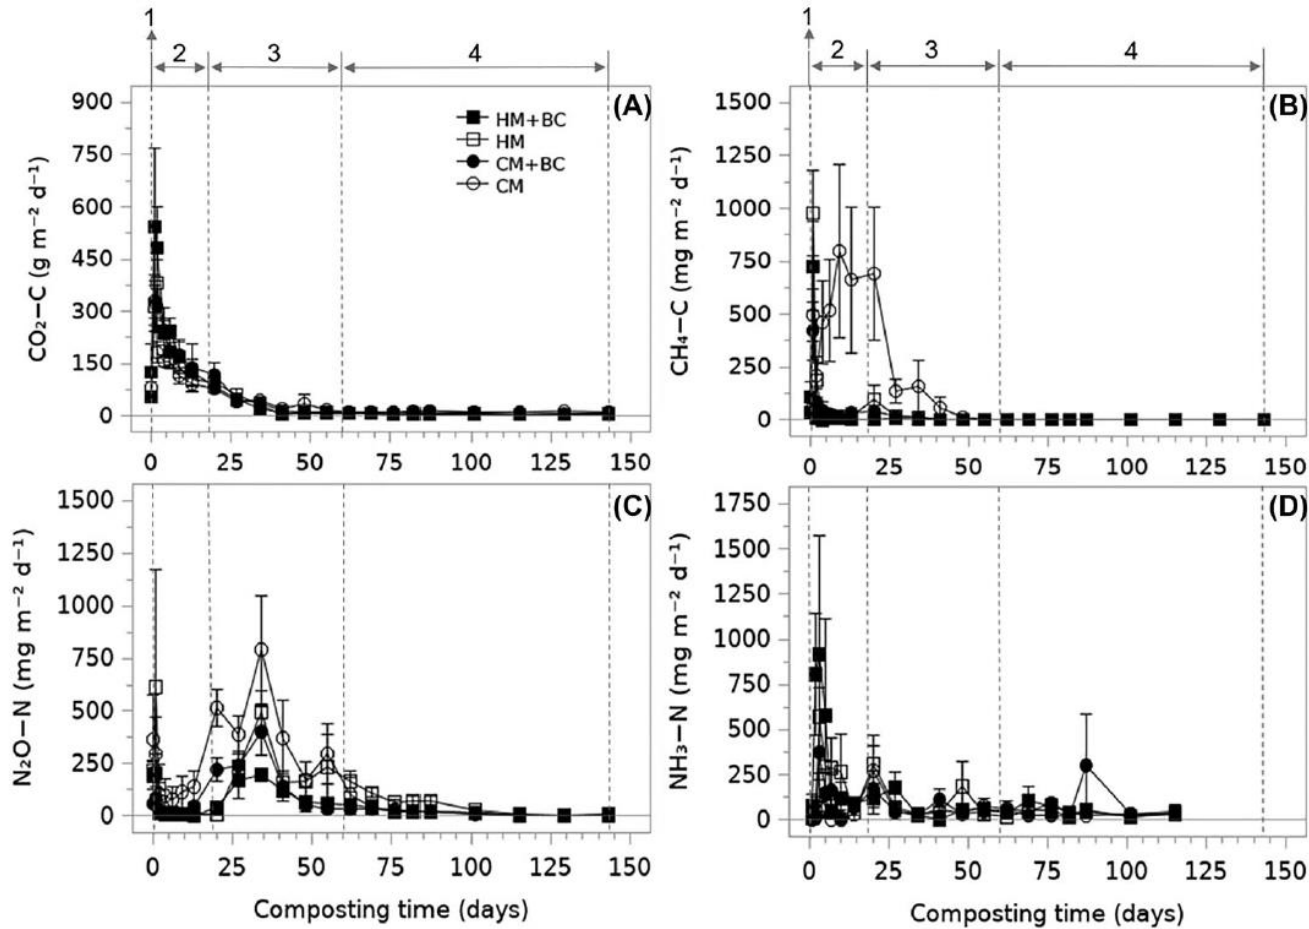 1
2 3 4
1
2 3 4
(A)
CO₂−C (g m⁻² d⁻¹)
900
750
600
450
300
150
0
HM+BC
HM
CM+BC
CM
0 25 50 75 100 125 150
(B)
CH₄−C (mg m⁻² d⁻¹)
1500
1250
1000
750
500
250
0
0 25 50 75 100 125 150
(C)
N₂O−N (mg m⁻² d⁻¹)
1500
1250
1000
750
500
250
0
0 25 50 75 100 125 150
Composting time (days)
(D)
NH₃−N (mg m⁻² d⁻¹)
1750
1500
1250
1000
750
500
250
0
0 25 50 75 100 125 150
Composting time (days)